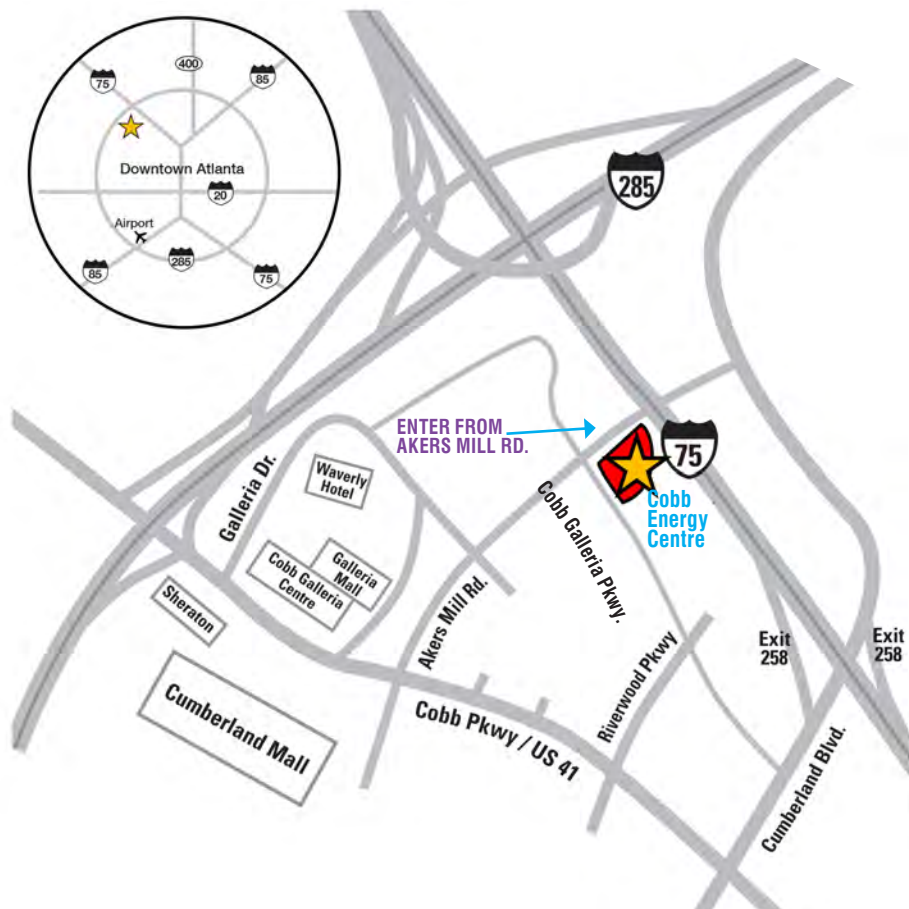 400
75
85
Downtown Atlanta
20
Airport
85
285
75
285
ENTER FROM
AKERS MILL RD.
75
Cobb
Energy
Centre
Galleria Dr.
Waverly
Hotel
Galleria
Mall
Cobb Galleria
Centre
Sheraton
Cumberland Mall
Akers Mill Rd.
Cobb Galleria Pkwy.
Cobb Pkwy / US 41
Riverwood Pkwy
Exit
258
Exit
258
Cumberland Blvd.